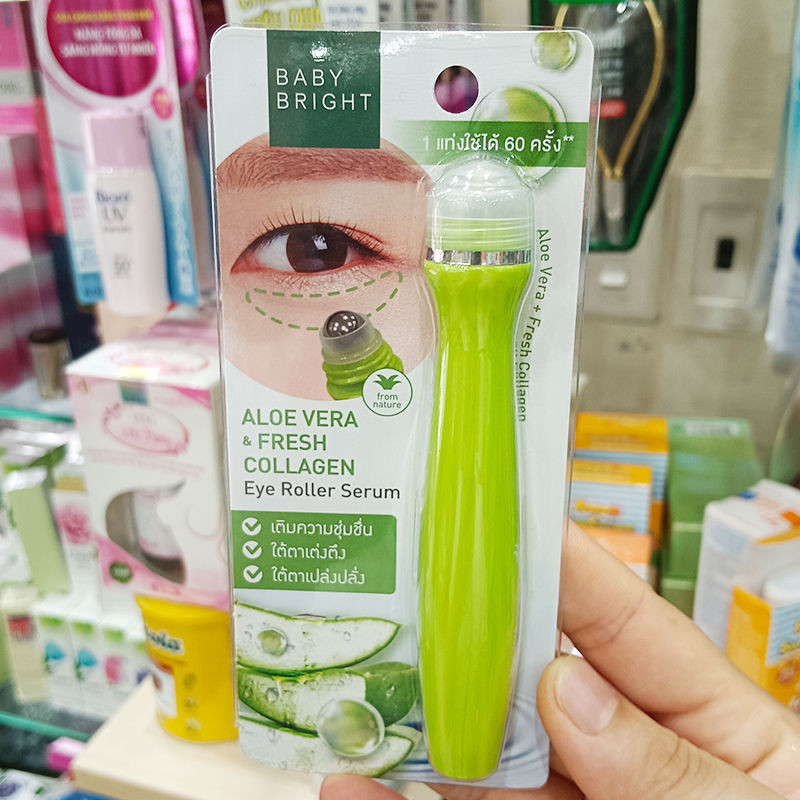 BABY
BRIGHT
1 แท่งใช้ได้ 60 ครั้ง**
Aloe Vera + Fresh Collagen
from
nature
ALOE VERA
& FRESH
COLLAGEN
Eye Roller Serum
เติมความชุ่มชื่น
ใต้ตาเต่งตึง
ใต้ตาเปล่งปลั่ง
Bioré
UV
50